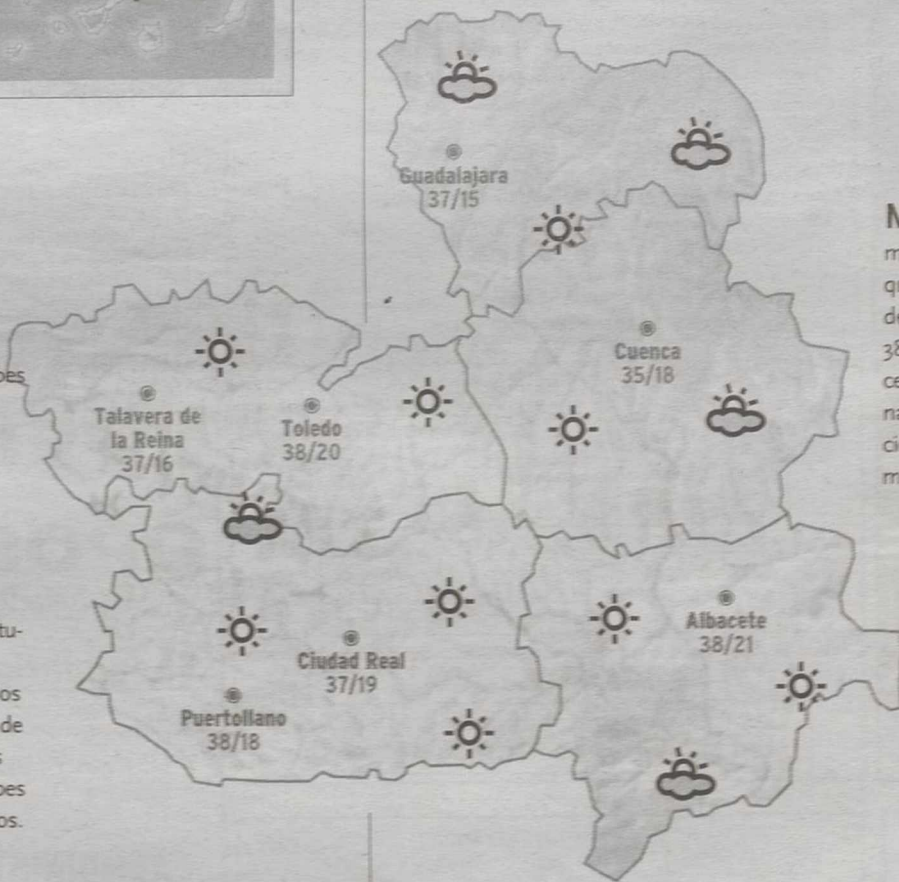 Guadalajara
37/15
Cuenca
35/18
Talavera de
la Reina
37/16
Toledo
38/20
Albacete
38/21
Ciudad Real
37/19
Puertollano
38/18
de